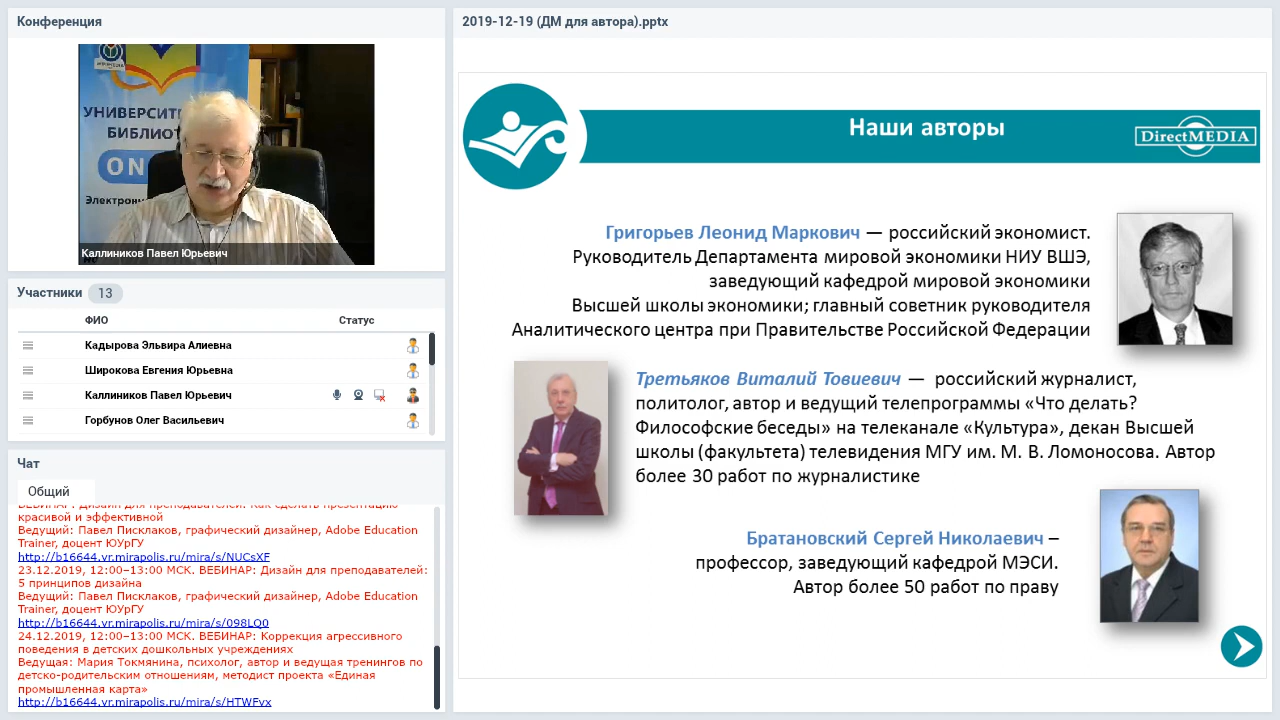 Конференция
УНИВЕРСИТ
БИБЛИО
ON
Электронн
Каллиников Павел Юрьевич
Участники 13
ФИО Статус
Кадырова Эльвира Алиевна
Широкова Евгения Юрьевна
Каллиников Павел Юрьевич
Горбунов Олег Васильевич
Чат
Общий
ВЕБИНАР: Дизайн для преподавателей: Как сделать презентацию
красивой и эффективной
Ведущий: Павел Писклаков, графический дизайнер, Adobe Education
Trainer, доцент ЮУрГУ
http://b16644.vr.mirapolis.ru/mira/s/NUCsXF
23.12.2019, 12:00–13:00 МСК. ВЕБИНАР: Дизайн для преподавателей:
5 принципов дизайна
Ведущий: Павел Писклаков, графический дизайнер, Adobe Education
Trainer, доцент ЮУрГУ
http://b16644.vr.mirapolis.ru/mira/s/098LQ0
24.12.2019, 12:00–13:00 МСК. ВЕБИНАР: Коррекция агрессивного
поведения в детских дошкольных учреждениях
Ведущая: Мария Токмянина, психолог, автор и ведущая тренингов по
детско-родительским отношениям, методист проекта «Единая
промышленная карта»
http://b16644.vr.mirapolis.ru/mira/s/HTWFvx
2019-12-19 (ДМ для автора).pptx
Наши авторы
DirectMEDIA
Григорьев Леонид Маркович — российский экономист.
Руководитель Департамента мировой экономики НИУ ВШЭ,
заведующий кафедрой мировой экономики
Высшей школы экономики; главный советник руководителя
Аналитического центра при Правительстве Российской Федерации
Третьяков Виталий Товиевич — российский журналист,
политолог, автор и ведущий телепрограммы «Что делать?
Философские беседы» на телеканале «Культура», декан Высшей
школы (факультета) телевидения МГУ им. М. В. Ломоносова. Автор
более 30 работ по журналистике
Братановский Сергей Николаевич –
профессор, заведующий кафедрой МЭСИ.
Автор более 50 работ по праву